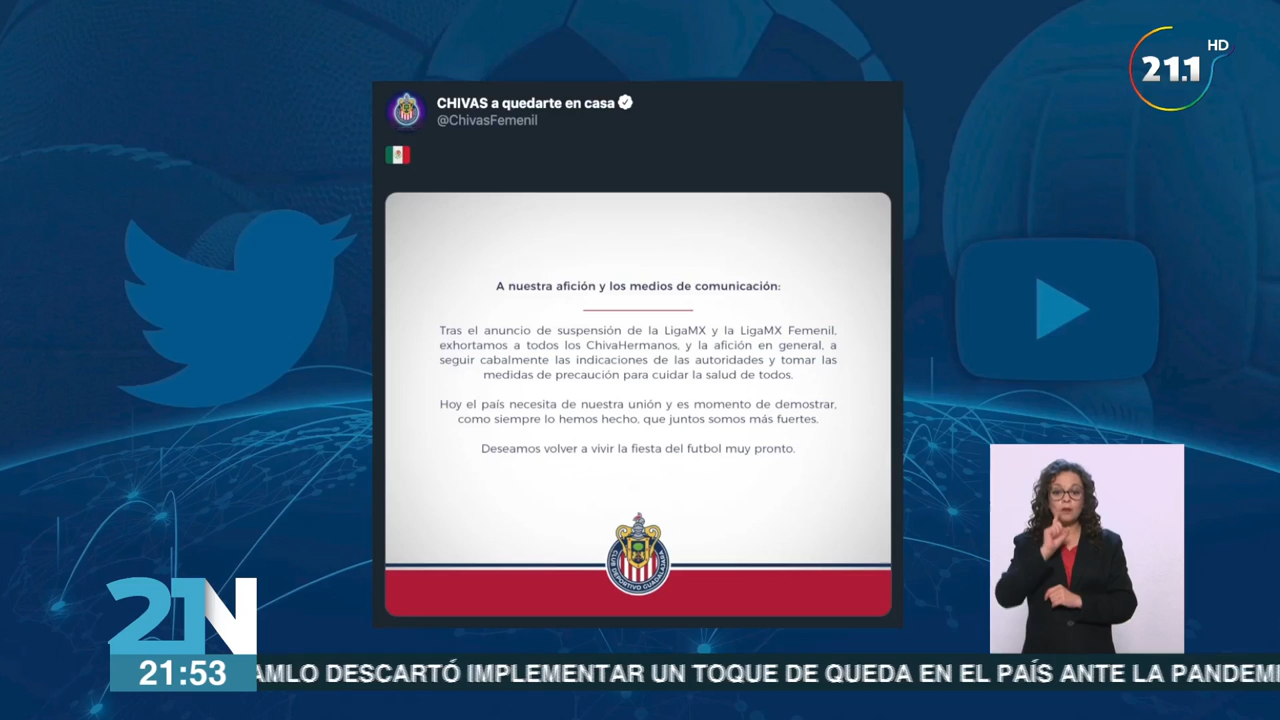 HD
21.1
CHIVAS a quedarte en casa
@ChivasFemenil
A nuestra afición y los medios de comunicación:
Tras el anuncio de suspensión de la LigaMX y la LigaMX Femenil,
exhortamos a todos los ChivaHermanos, y la afición en general, a
seguir cabalmente las indicaciones de las autoridades y tomar las
medidas de precaución para cuidar la salud de todos.
Hoy el país necesita de nuestra unión y es momento de demostrar,
como siempre lo hemos hecho, que juntos somos más fuertes.
Deseamos volver a vivir la fiesta del futbol muy pronto.
CLUB DEPORTIVO GUADALAJARA
21N
21:53
AMLO DESCARTÓ IMPLEMENTAR UN TOQUE DE QUEDA EN EL PAÍS ANTE LA PANDEMI